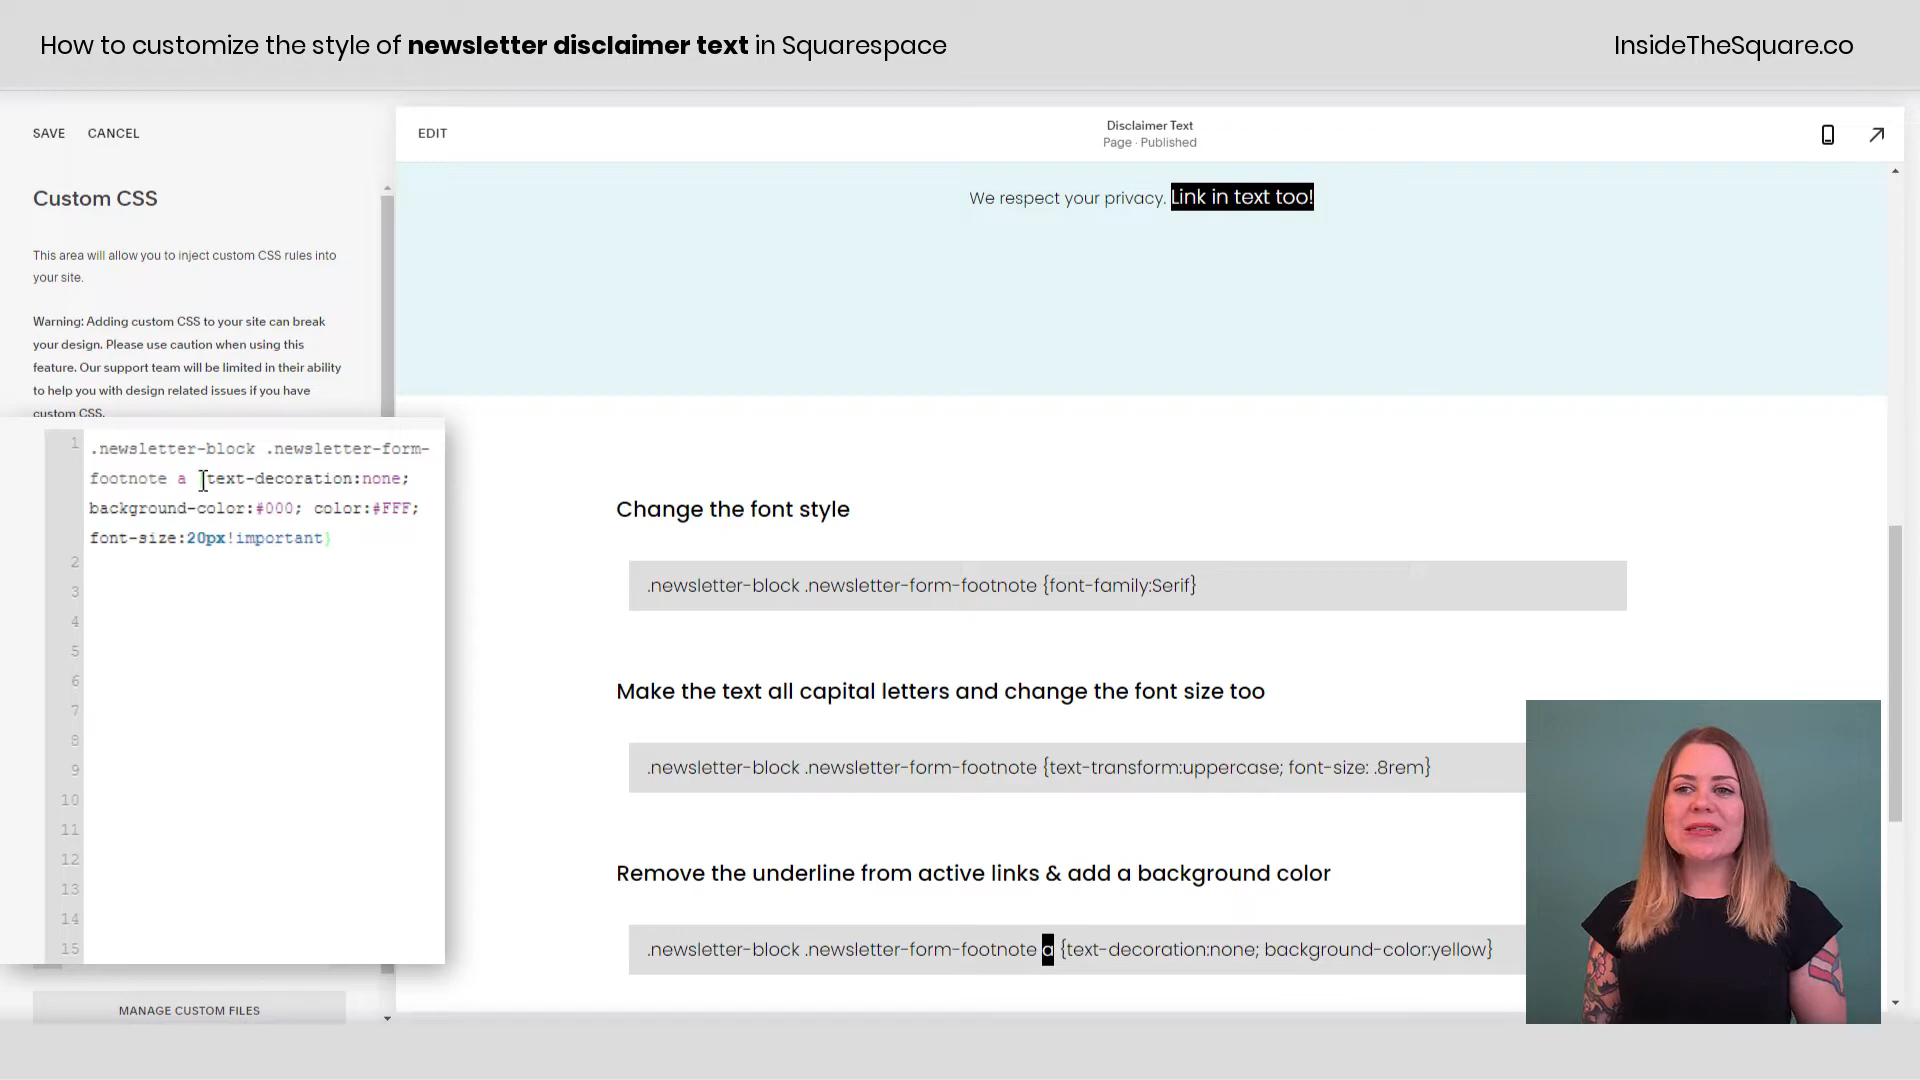 How to customize the style of newsletter disclaimer text in Squarespace
InsideTheSquare.co
SAVE CANCEL
EDIT
Disclaimer Text
Page · Published
Custom CSS
This area will allow you to inject custom CSS rules into
your site.
Warning: Adding custom CSS to your site can break
your design. Please use caution when using this
feature. Our support team will be limited in their ability
to help you with design related issues if you have
custom CSS.
1
.newsletter-block .newsletter-form-
footnote a {text-decoration:none;
background-color:#000; color:#FFF;
font-size:20px!important}
2
3
4
5
6
7
8
9
10
11
12
13
14
15
MANAGE CUSTOM FILES
We respect your privacy. Link in text too!
Change the font style
.newsletter-block .newsletter-form-footnote {font-family:Serif}
Make the text all capital letters and change the font size too
.newsletter-block .newsletter-form-footnote {text-transform:uppercase; font-size: .8rem}
Remove the underline from active links & add a background color
.newsletter-block .newsletter-form-footnote a {text-decoration:none; background-color:yellow}